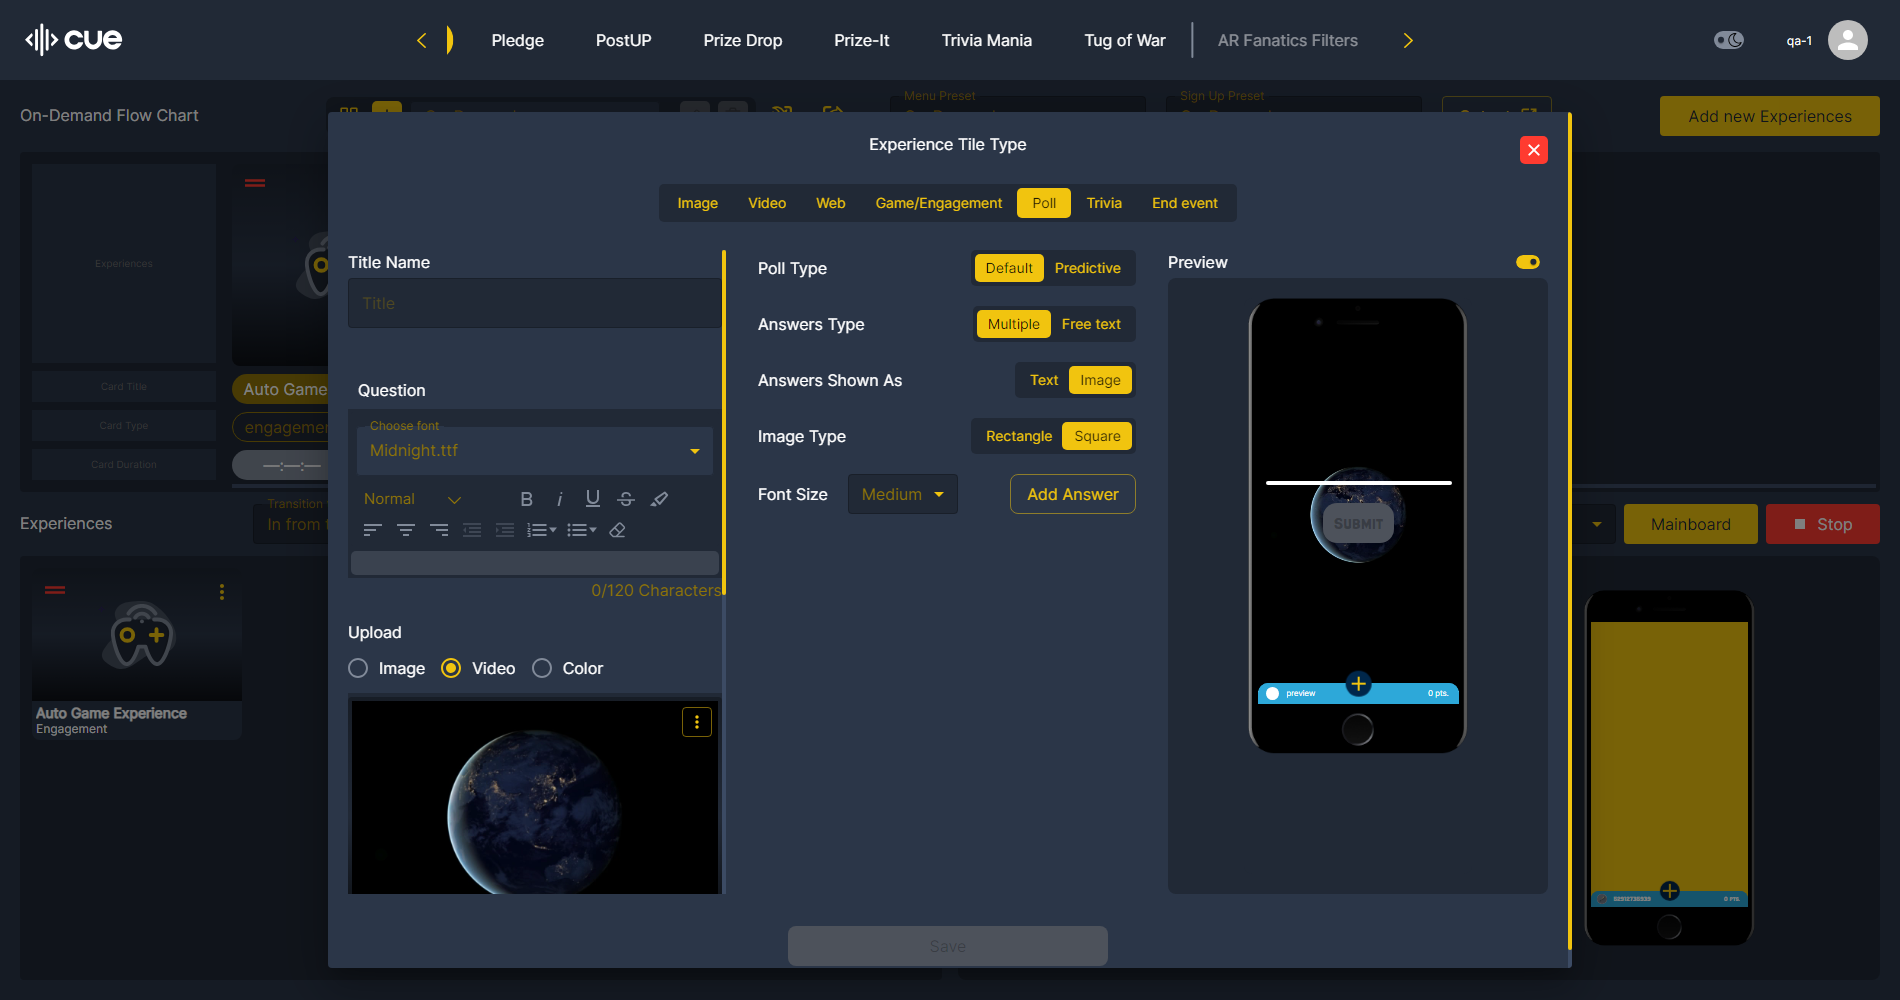 cue
Pledge
PostUP
Prize Drop
Prize-It
Trivia Mania
Tug of War
AR Fanatics Filters
qa-1
On-Demand Flow Chart
Menu Preset
Sign Up Preset
Add new Experiences
Experience Tile Type
Image
Video
Web
Game/Engagement
Poll
Trivia
End event
Experiences
Card Title
Card Type
Card Duration
Auto Game
engagemen
—:—:—
Title Name
Title
Question
Choose font
Midnight.ttf
Normal
B
i
U
S
0/120 Characters
Upload
Image
Video
Color
Poll Type
Default
Predictive
Answers Type
Multiple
Free text
Answers Shown As
Text
Image
Image Type
Rectangle
Square
Font Size
Medium
Add Answer
Preview
SUBMIT
preview
0 pts.
Save
Experiences
Transition
In from
Mainboard
Stop
Auto Game Experience
Engagement
0 PTS.